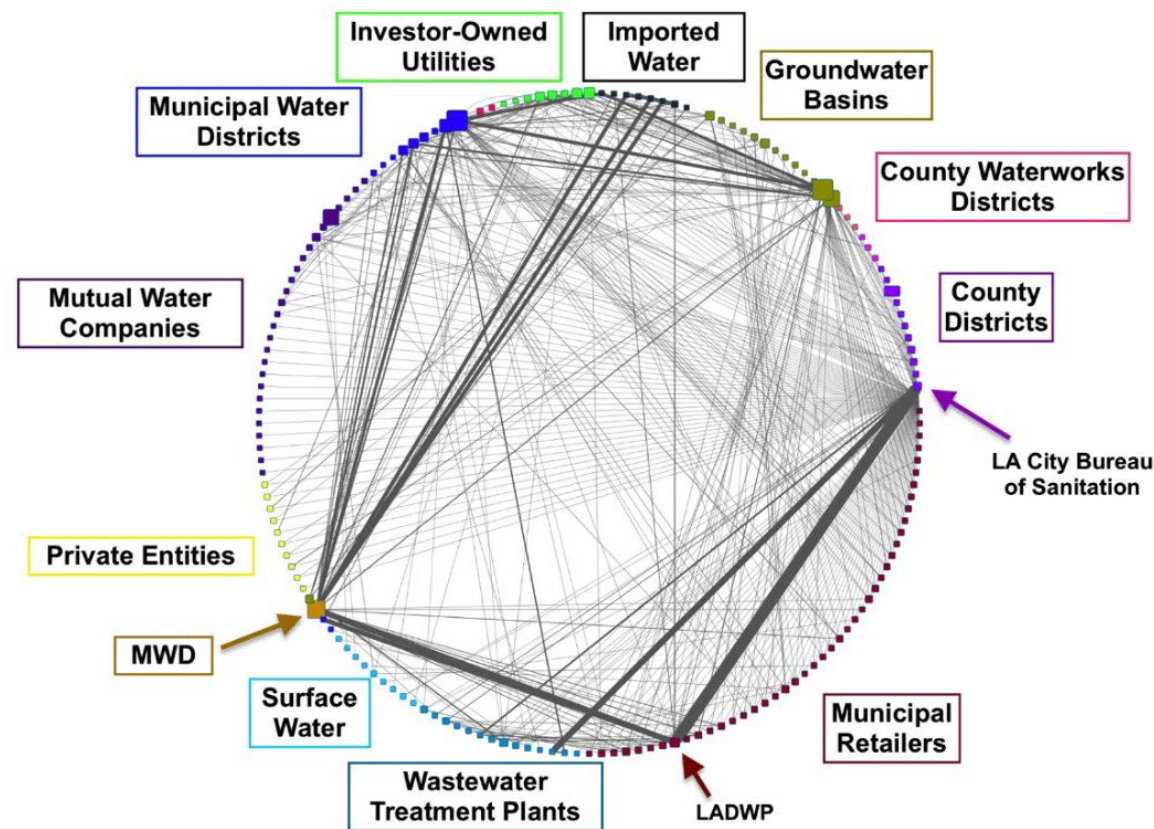 Investor-Owned
Utilities
Imported
Water
Groundwater
Basins
Municipal Water
Districts
County Waterworks
Districts
Mutual Water
Companies
County
Districts
LA City Bureau
of Sanitation
Private Entities
MWD
Surface
Water
Municipal
Retailers
Wastewater
Treatment Plants
LADWP